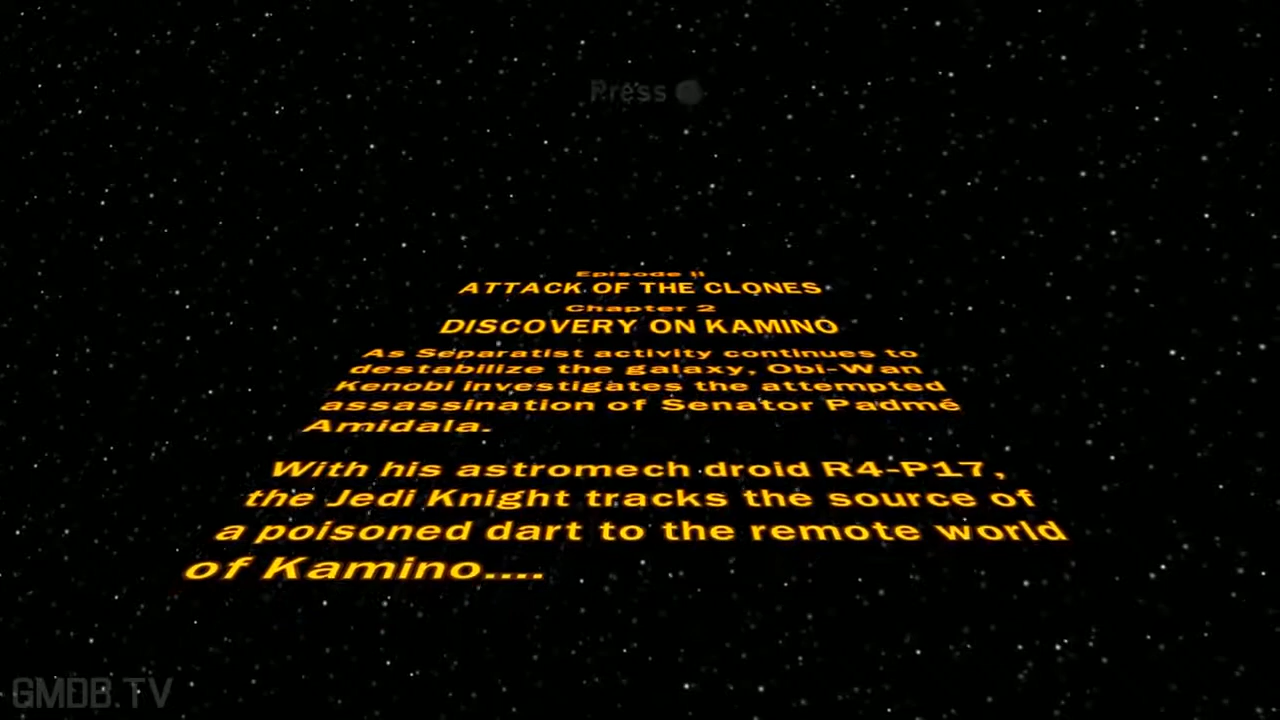 Press
Episode II
ATTACK OF THE CLONES
Chapter 2
DISCOVERY ON KAMINO
As Separatist activity continues to
destabilize the galaxy, Obi-Wan
Kenobi investigates the attempted
assassination of Senator Padmé
Amidala.
With his astromech droid R4-P17,
the Jedi Knight tracks the source of
a poisoned dart to the remote world
of Kamino....
GMDB.TV